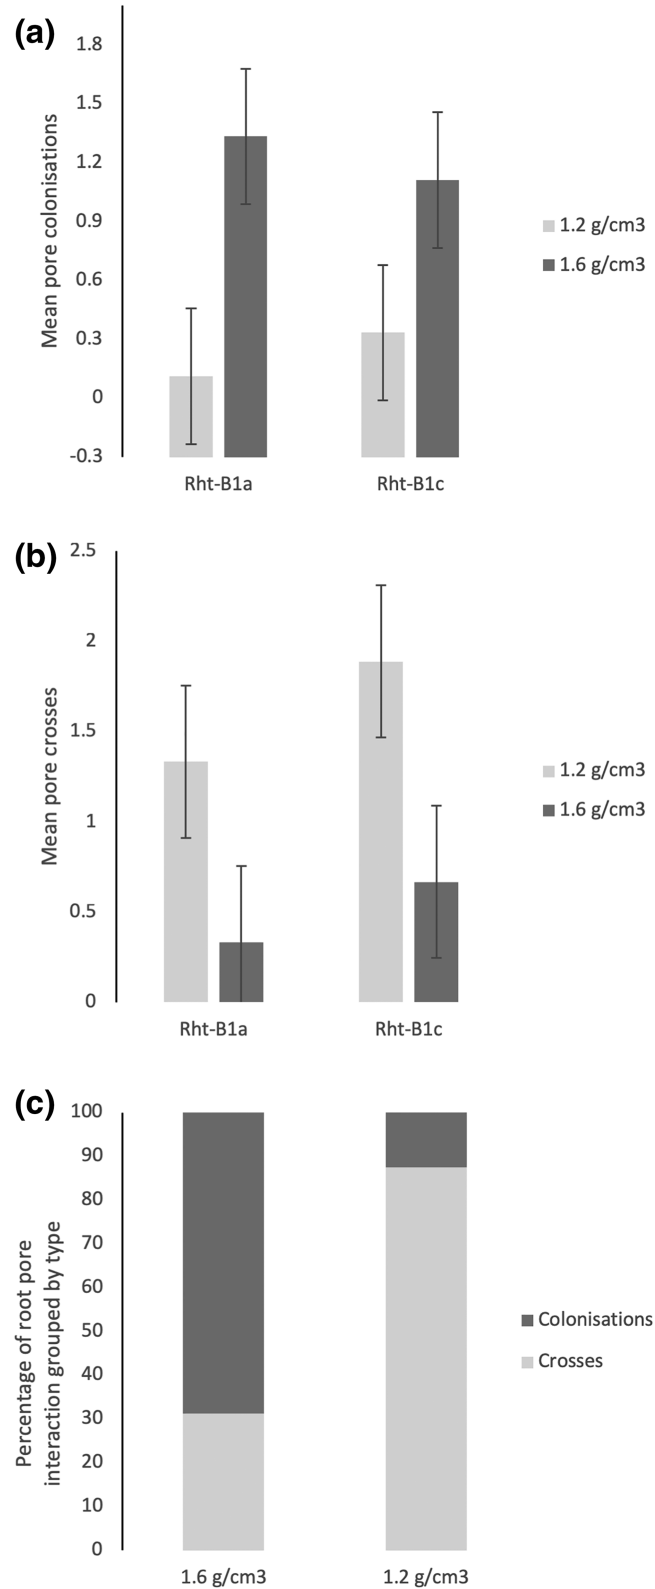 (a)
Mean pore colonisations
1.8
1.5
1.2
0.9
0.6
0.3
0
-0.3
Rht-B1a
Rht-B1c
1.2 g/cm3
1.6 g/cm3
(b)
Mean pore crosses
2.5
2
1.5
1
0.5
0
Rht-B1a
Rht-B1c
1.2 g/cm3
1.6 g/cm3
(c)
Percentage of root pore
interaction grouped by type
100
90
80
70
60
50
40
30
20
10
0
1.6 g/cm3
1.2 g/cm3
Colonisations
Crosses